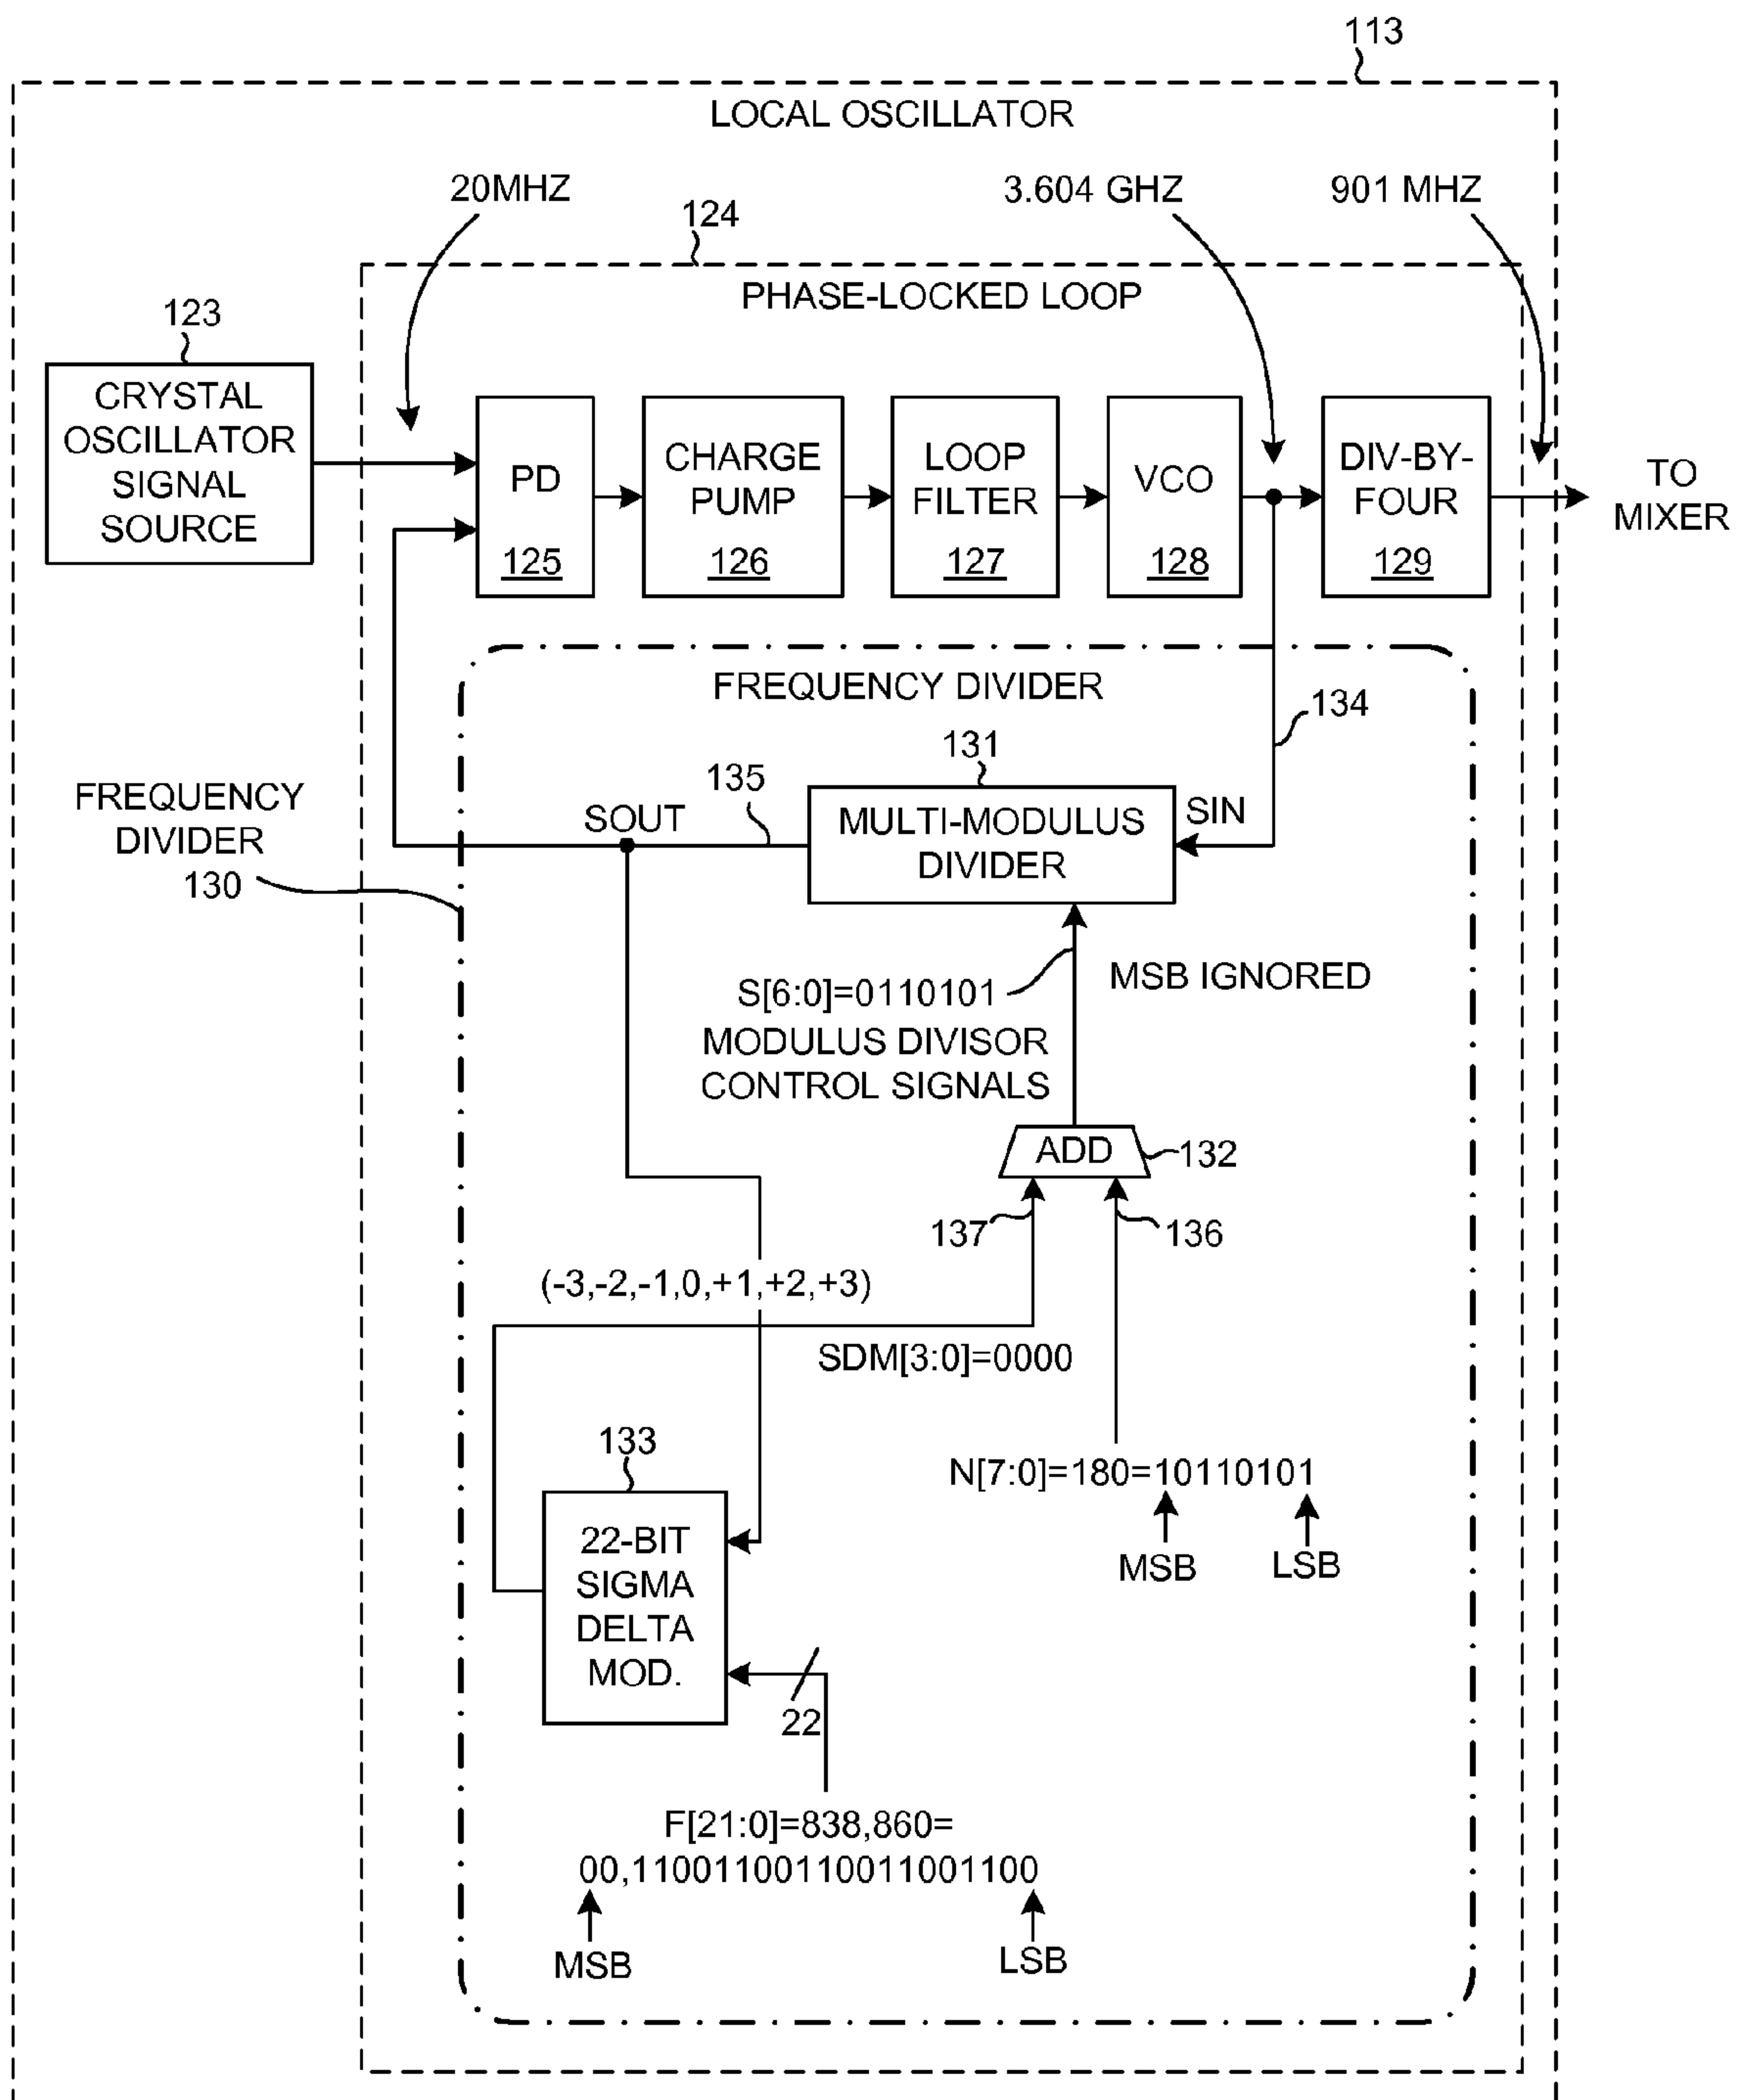 113
LOCAL OSCILLATOR
20MHZ
3.604 GHZ
901 MHZ
124
PHASE-LOCKED LOOP
123
CRYSTAL
OSCILLATOR
SIGNAL
SOURCE
PD
125
CHARGE
PUMP
126
LOOP
FILTER
127
VCO
128
DIV-BY-
FOUR
129
TO
MIXER
FREQUENCY DIVIDER
134
131
135
FREQUENCY
DIVIDER
130
SOUT
MULTI-MODULUS
DIVIDER
SIN
S[6:0]=0110101
MSB IGNORED
MODULUS DIVISOR
CONTROL SIGNALS
ADD
132
137
136
(-3,-2,-1,0,+1,+2,+3)
SDM[3:0]=0000
133
N[7:0]=180=10110101
MSB
LSB
22-BIT
SIGMA
DELTA
MOD.
22
F[21:0]=838,860=
00,11001100110011001100
MSB
LSB